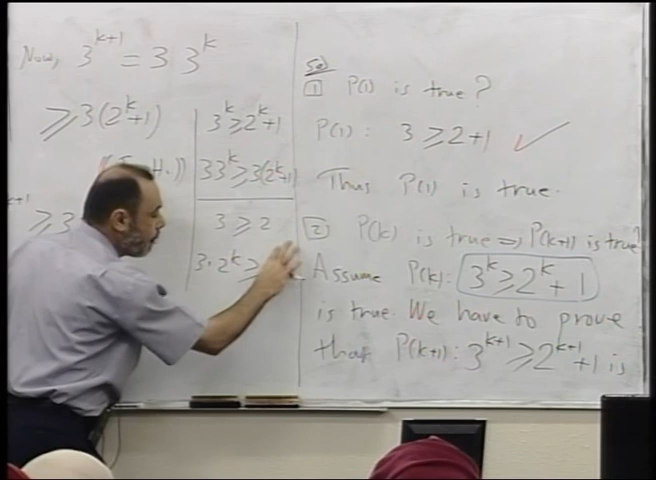 Now, 3^{k+1} = 3 3^k
≥ 3(2^k+1)
H.)
≥ 3
3^k ≥ 2^k+1
33^k ≥ 3(2^k+1)
3 ≥ 2
3·2^k ≥
Sol
1 P(1) is true?
P(1): 3 ≥ 2+1 ✓
Thus P(1) is true.
2 P(k) is true ⇒ P(k+1) is true?
Assume P(k): 3^k ≥ 2^k + 1
is true. We have to prove
that P(k+1): 3^{k+1} ≥ 2^{k+1}+1 is